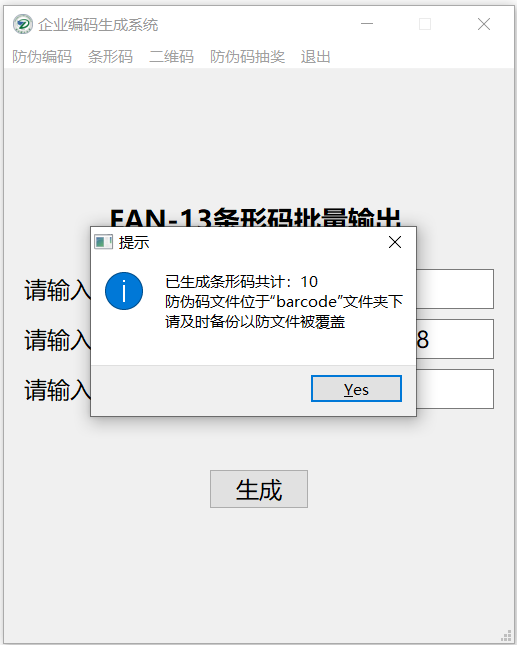 企业编码生成系统
防伪编码 条形码 二维码 防伪码抽奖 退出
EAN-13条形码批量输出
提示
已生成条形码共计：10
防伪码文件位于“barcode”文件夹下
请及时备份以防文件被覆盖
Yes
请输入
请输入 8
请输入
生成